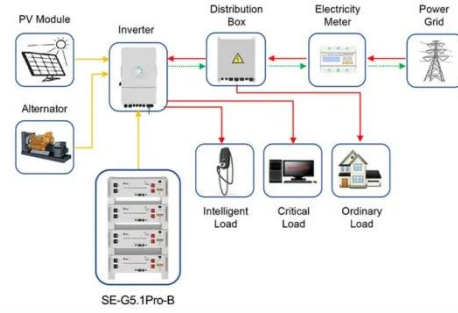 PV Module
Inverter
Distribution
Box
Electricity
Meter
Power
Grid
Alternator
Intelligent
Load
Critical
Load
Ordinary
Load
SE-G5.1Pro-B